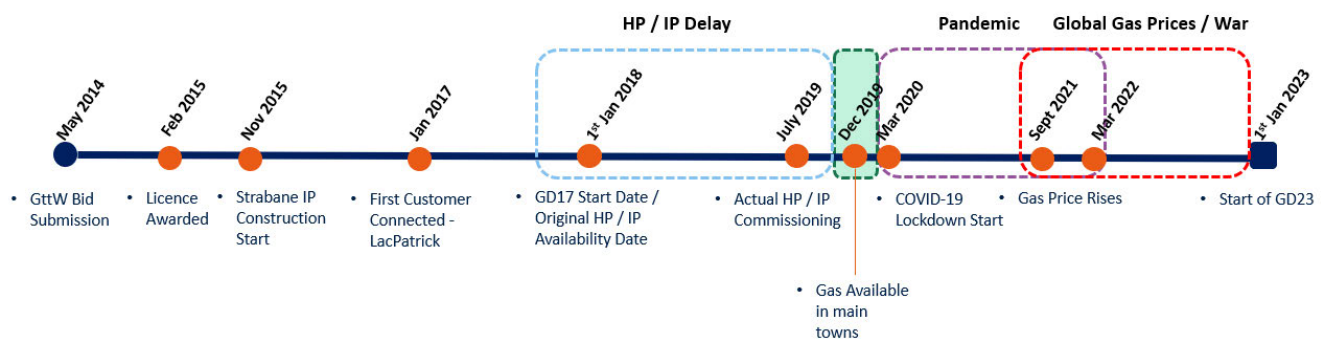 HP / IP Delay
Pandemic
Global Gas Prices / War
May 2014
Feb 2015
Nov 2015
Jan 2017
1st Jan 2018
July 2019
Dec 2019
Mar 2020
Sept 2021
Mar 2022
1st Jan 2023
• GttW Bid
Submission
• Licence
Awarded
• Strabane IP
Construction
Start
• First Customer
Connected -
LacPatrick
• GD17 Start Date /
Original HP / IP
Availability Date
• Actual HP / IP
Commissioning
• COVID-19
Lockdown Start
• Gas Price Rises
• Start of GD23
• Gas Available
in main
towns